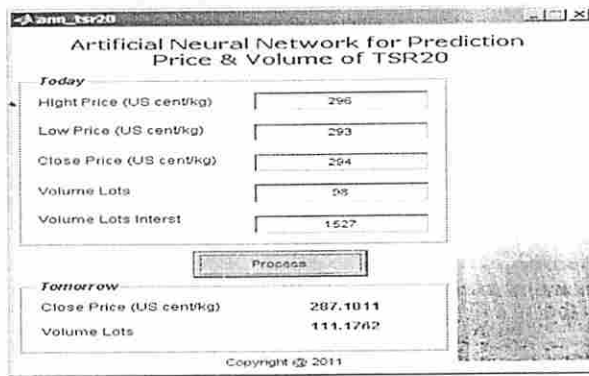 ann_tsr20
Artificial Neural Network for Prediction
Price & Volume of TSR20
Today
Hight Price (US cent/kg) 296
Low Price (US cent/kg) 293
Close Price (US cent/kg) 294
Volume Lots 98
Volume Lots Interst 1527
Process
Tomorrow
Close Price (US cent/kg) 287.1811
Volume Lots 111.1762
Copyright @ 2011